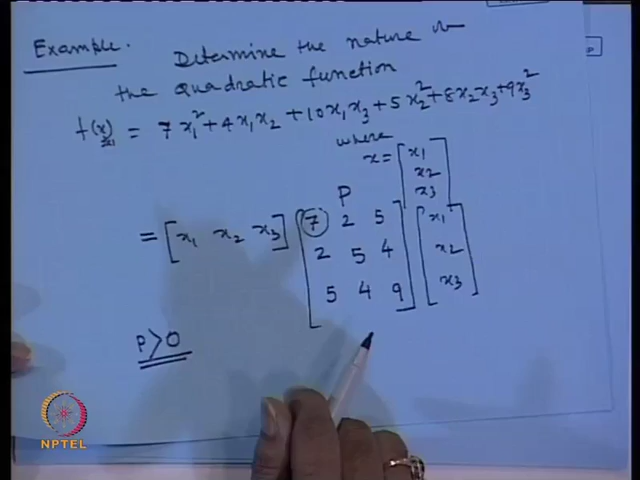 Example. Determine the nature of
the quadratic function
f(x) = 7x₁² + 4x₁x₂ + 10x₁x₃ + 5x₂² + 8x₂x₃ + 9x₃²
where
x = [x₁
x₂
x₃]
P
= [x₁ x₂ x₃] [7 2 5] [x₁
2 5 4 x₂
5 4 9] x₃]
P > 0
NPTEL